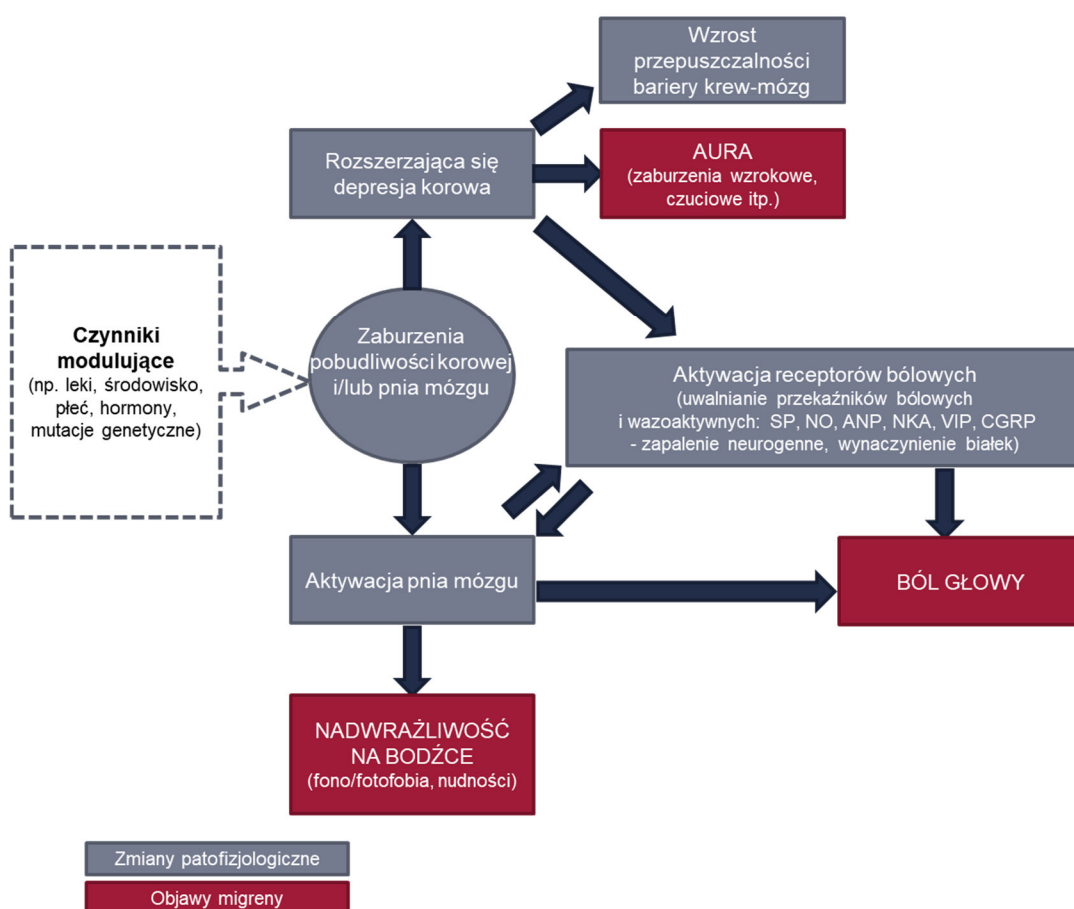 Wzrost
przepuszczalności
bariery krew-mózg
Rozszerzająca się
depresja korowa
AURA
(zaburzenia wzrokowe,
czuciowe itp.)
Czynniki
modulujące
(np. leki, środowisko,
płeć, hormony,
mutacje genetyczne)
Zaburzenia
pobudliwości korowej
i/lub pnia mózgu
Aktywacja receptorów bólowych
(uwalnianie przekaźników bólowych
i wazoaktywnych: SP, NO, ANP, NKA, VIP, CGRP
- zapalenie neurogenne, wynaczynienie białek)
Aktywacja pnia mózgu
BÓL GŁOWY
NADWRAŻLIWOŚĆ
NA BODŹCE
(fono/fotofobia, nudności)
Zmiany patofizjologiczne
Objawy migreny